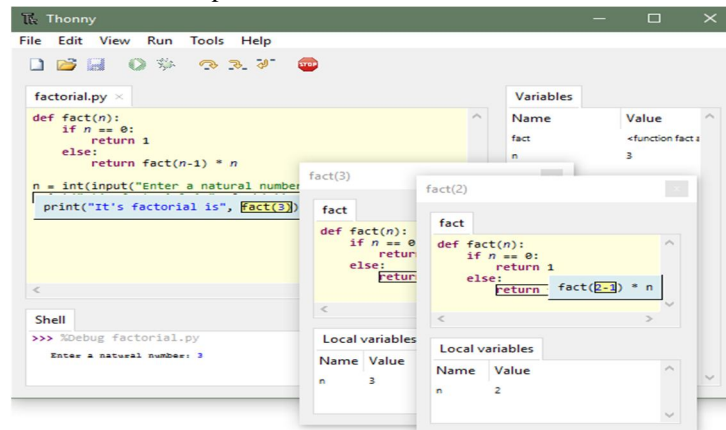 Thonny
File Edit View Run Tools Help
STOP
factorial.py ×
def fact(n):
if n == 0:
return 1
else:
return fact(n-1) * n
n = int(input("Enter a natural number
print("It's factorial is", fact(3))
Shell
>>> %Debug factorial.py
Enter a natural number: 3
Variables
Name Value
fact <function fact a
n 3
fact(3)
fact
def fact(n):
if n == 0
retur
else:
retur
Local variables
Name Value
n 3
fact(2)
fact
def fact(n):
if n == 0:
return 1
else:
return fact(2-1) * n
Local variables
Name Value
n 2